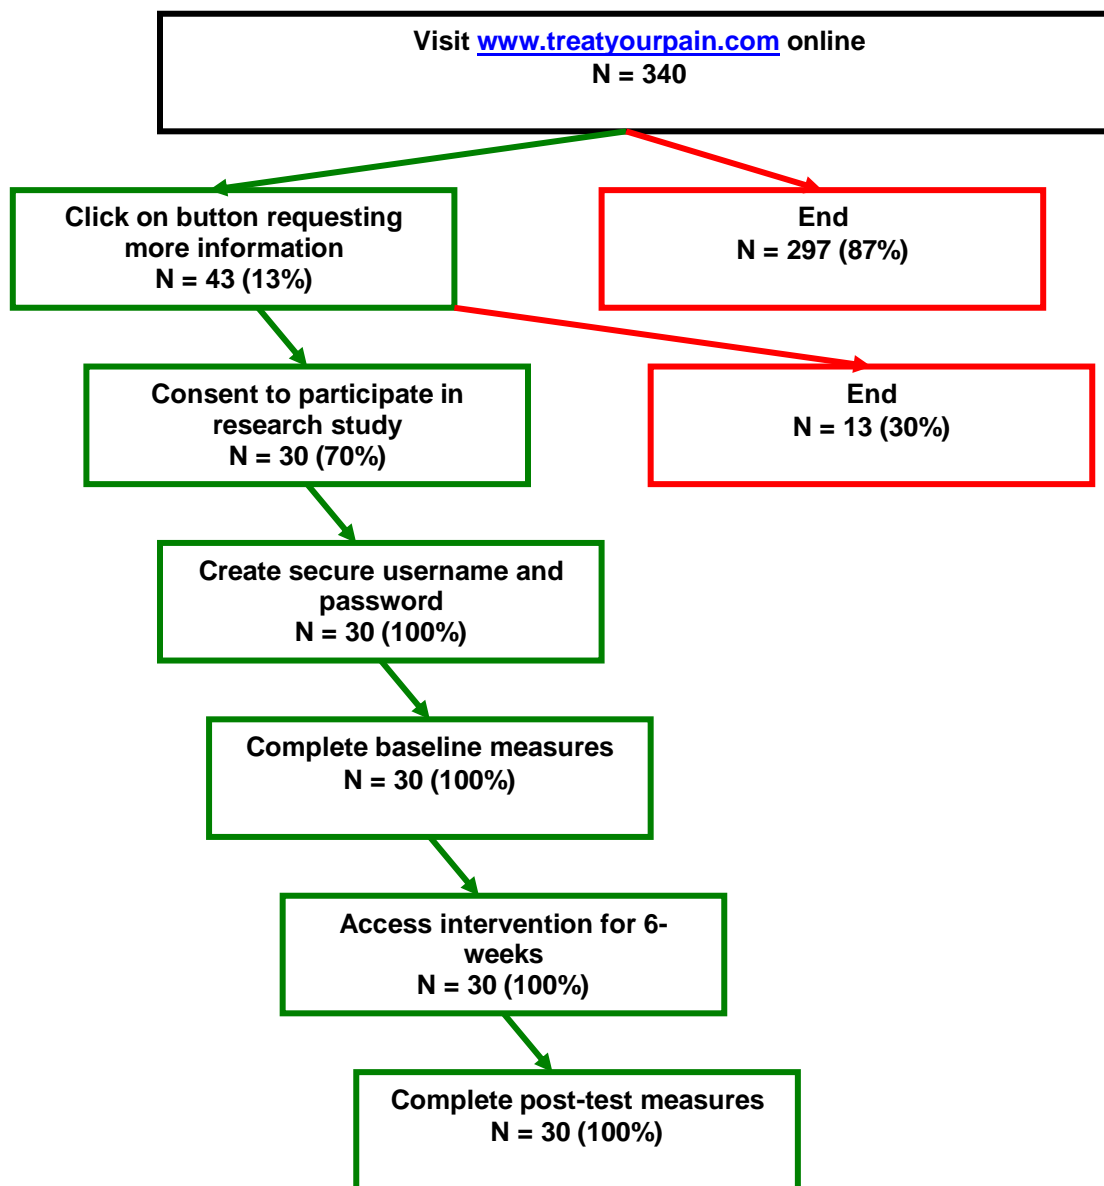 Visit www.treatyourpain.com online
N = 340
Click on button requesting
more information
N = 43 (13%)
End
N = 297 (87%)
Consent to participate in
research study
N = 30 (70%)
End
N = 13 (30%)
Create secure username and
password
N = 30 (100%)
Complete baseline measures
N = 30 (100%)
Access intervention for 6-
weeks
N = 30 (100%)
Complete post-test measures
N = 30 (100%)